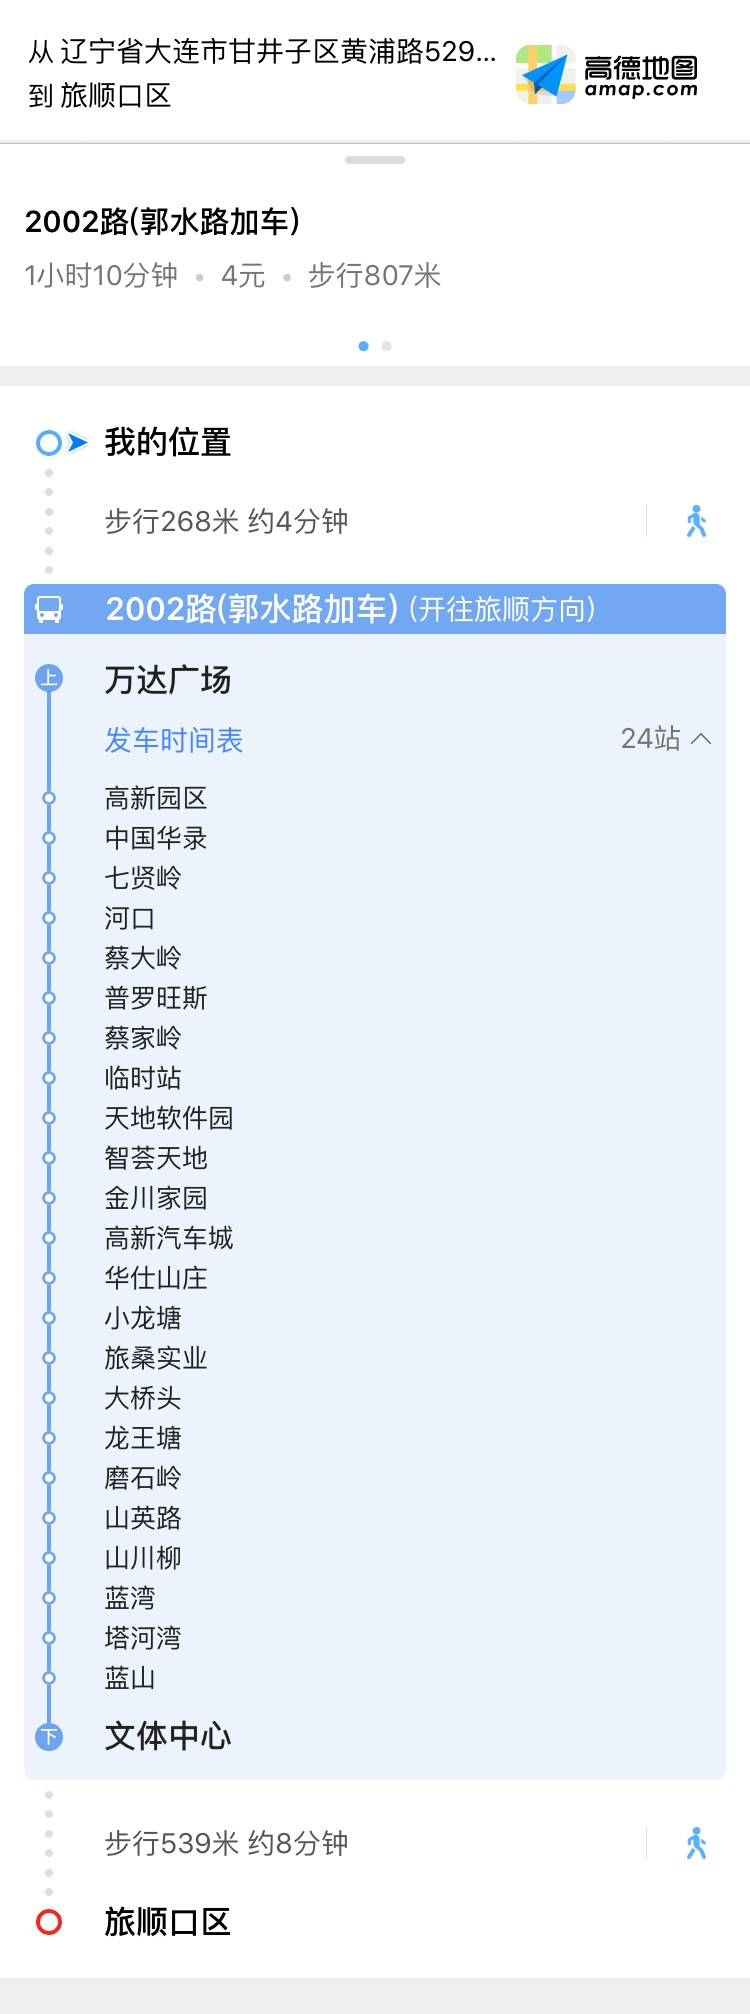 从 辽宁省大连市甘井子区黄浦路529...
到 旅顺口区
高德地图
amap.com
2002路(郭水路加车)
1小时10分钟 • 4元 • 步行807米
我的位置
步行268米 约4分钟
2002路(郭水路加车) (开往旅顺方向)
上 万达广场
发车时间表 24站
高新园区
中国华录
七贤岭
河口
蔡大岭
普罗旺斯
蔡家岭
临时站
天地软件园
智荟天地
金川家园
高新汽车城
华仕山庄
小龙塘
旅桑实业
大桥头
龙王塘
磨石岭
山英路
山川柳
蓝湾
塔河湾
蓝山
下 文体中心
步行539米 约8分钟
旅顺口区